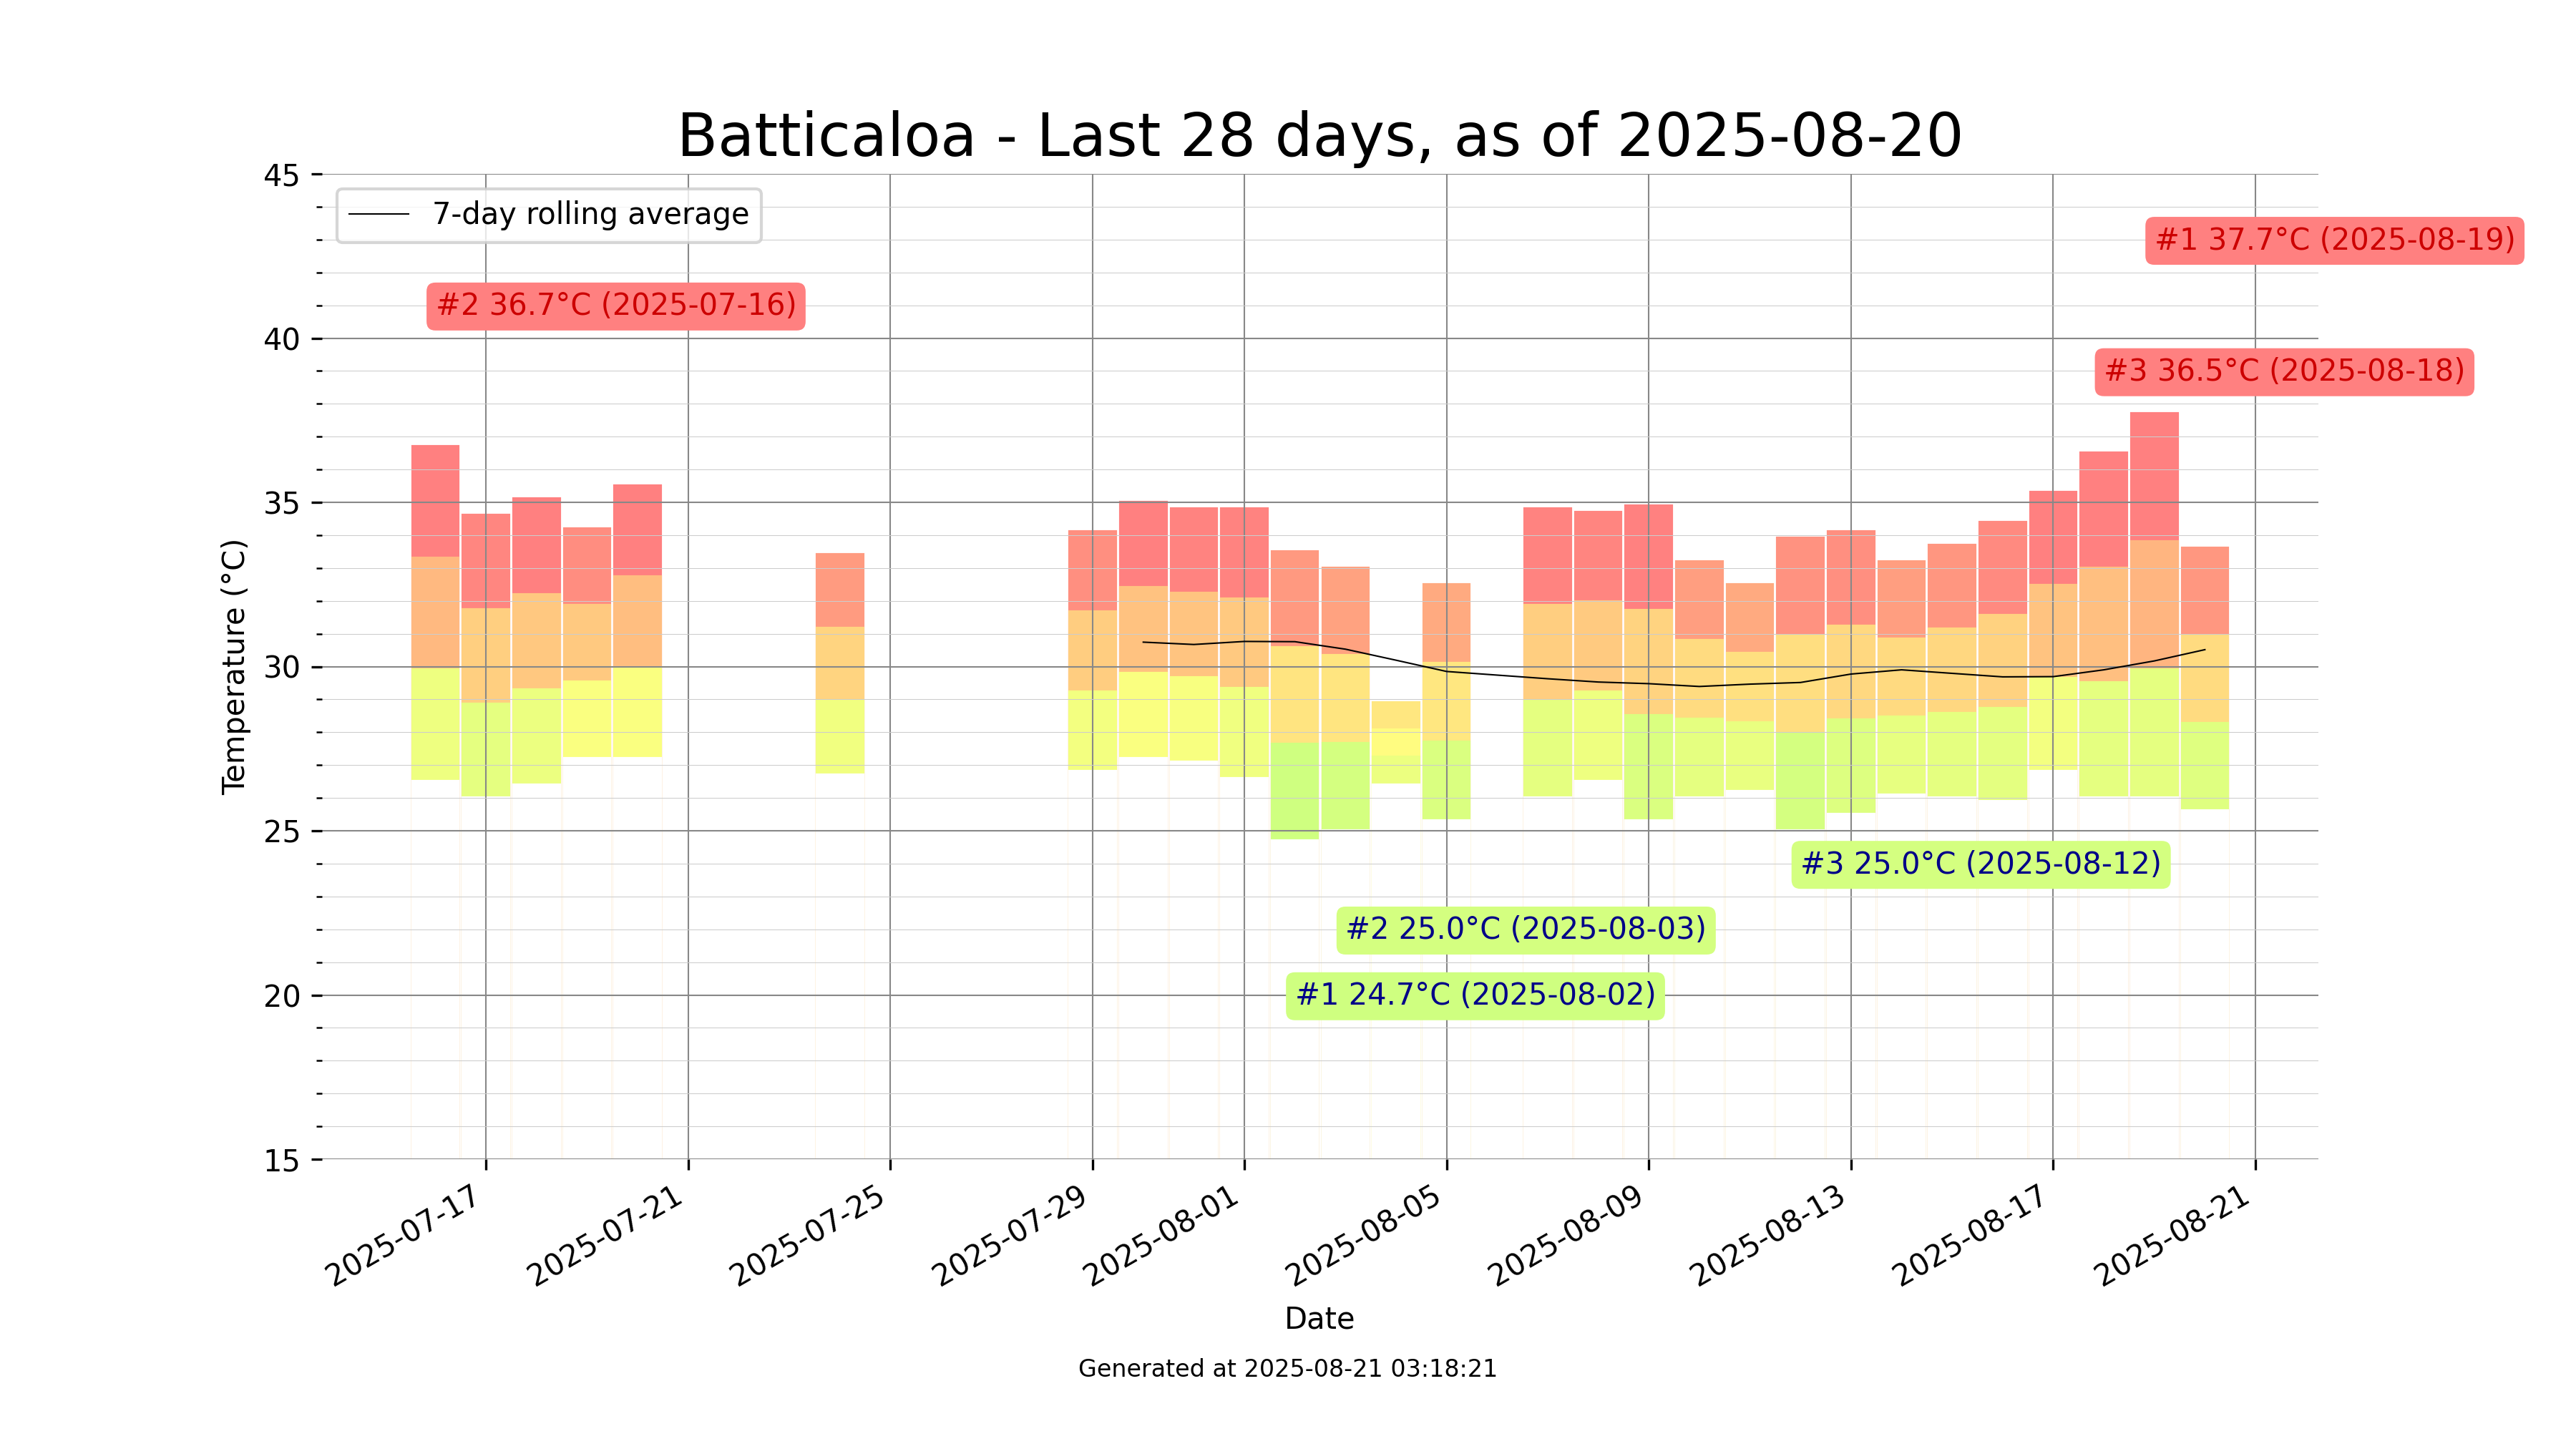 Batticaloa - Last 28 days, as of 2025-08-20
45
7-day rolling average
#1 37.7°C (2025-08-19)
#2 36.7°C (2025-07-16)
40
#3 36.5°C (2025-08-18)
35
Temperature (°C)
30
25
#3 25.0°C (2025-08-12)
#2 25.0°C (2025-08-03)
20
#1 24.7°C (2025-08-02)
15
2025-07-17
2025-07-21
2025-07-25
2025-07-29
2025-08-01
2025-08-05
2025-08-09
2025-08-13
2025-08-17
2025-08-21
Date
Generated at 2025-08-21 03:18:21